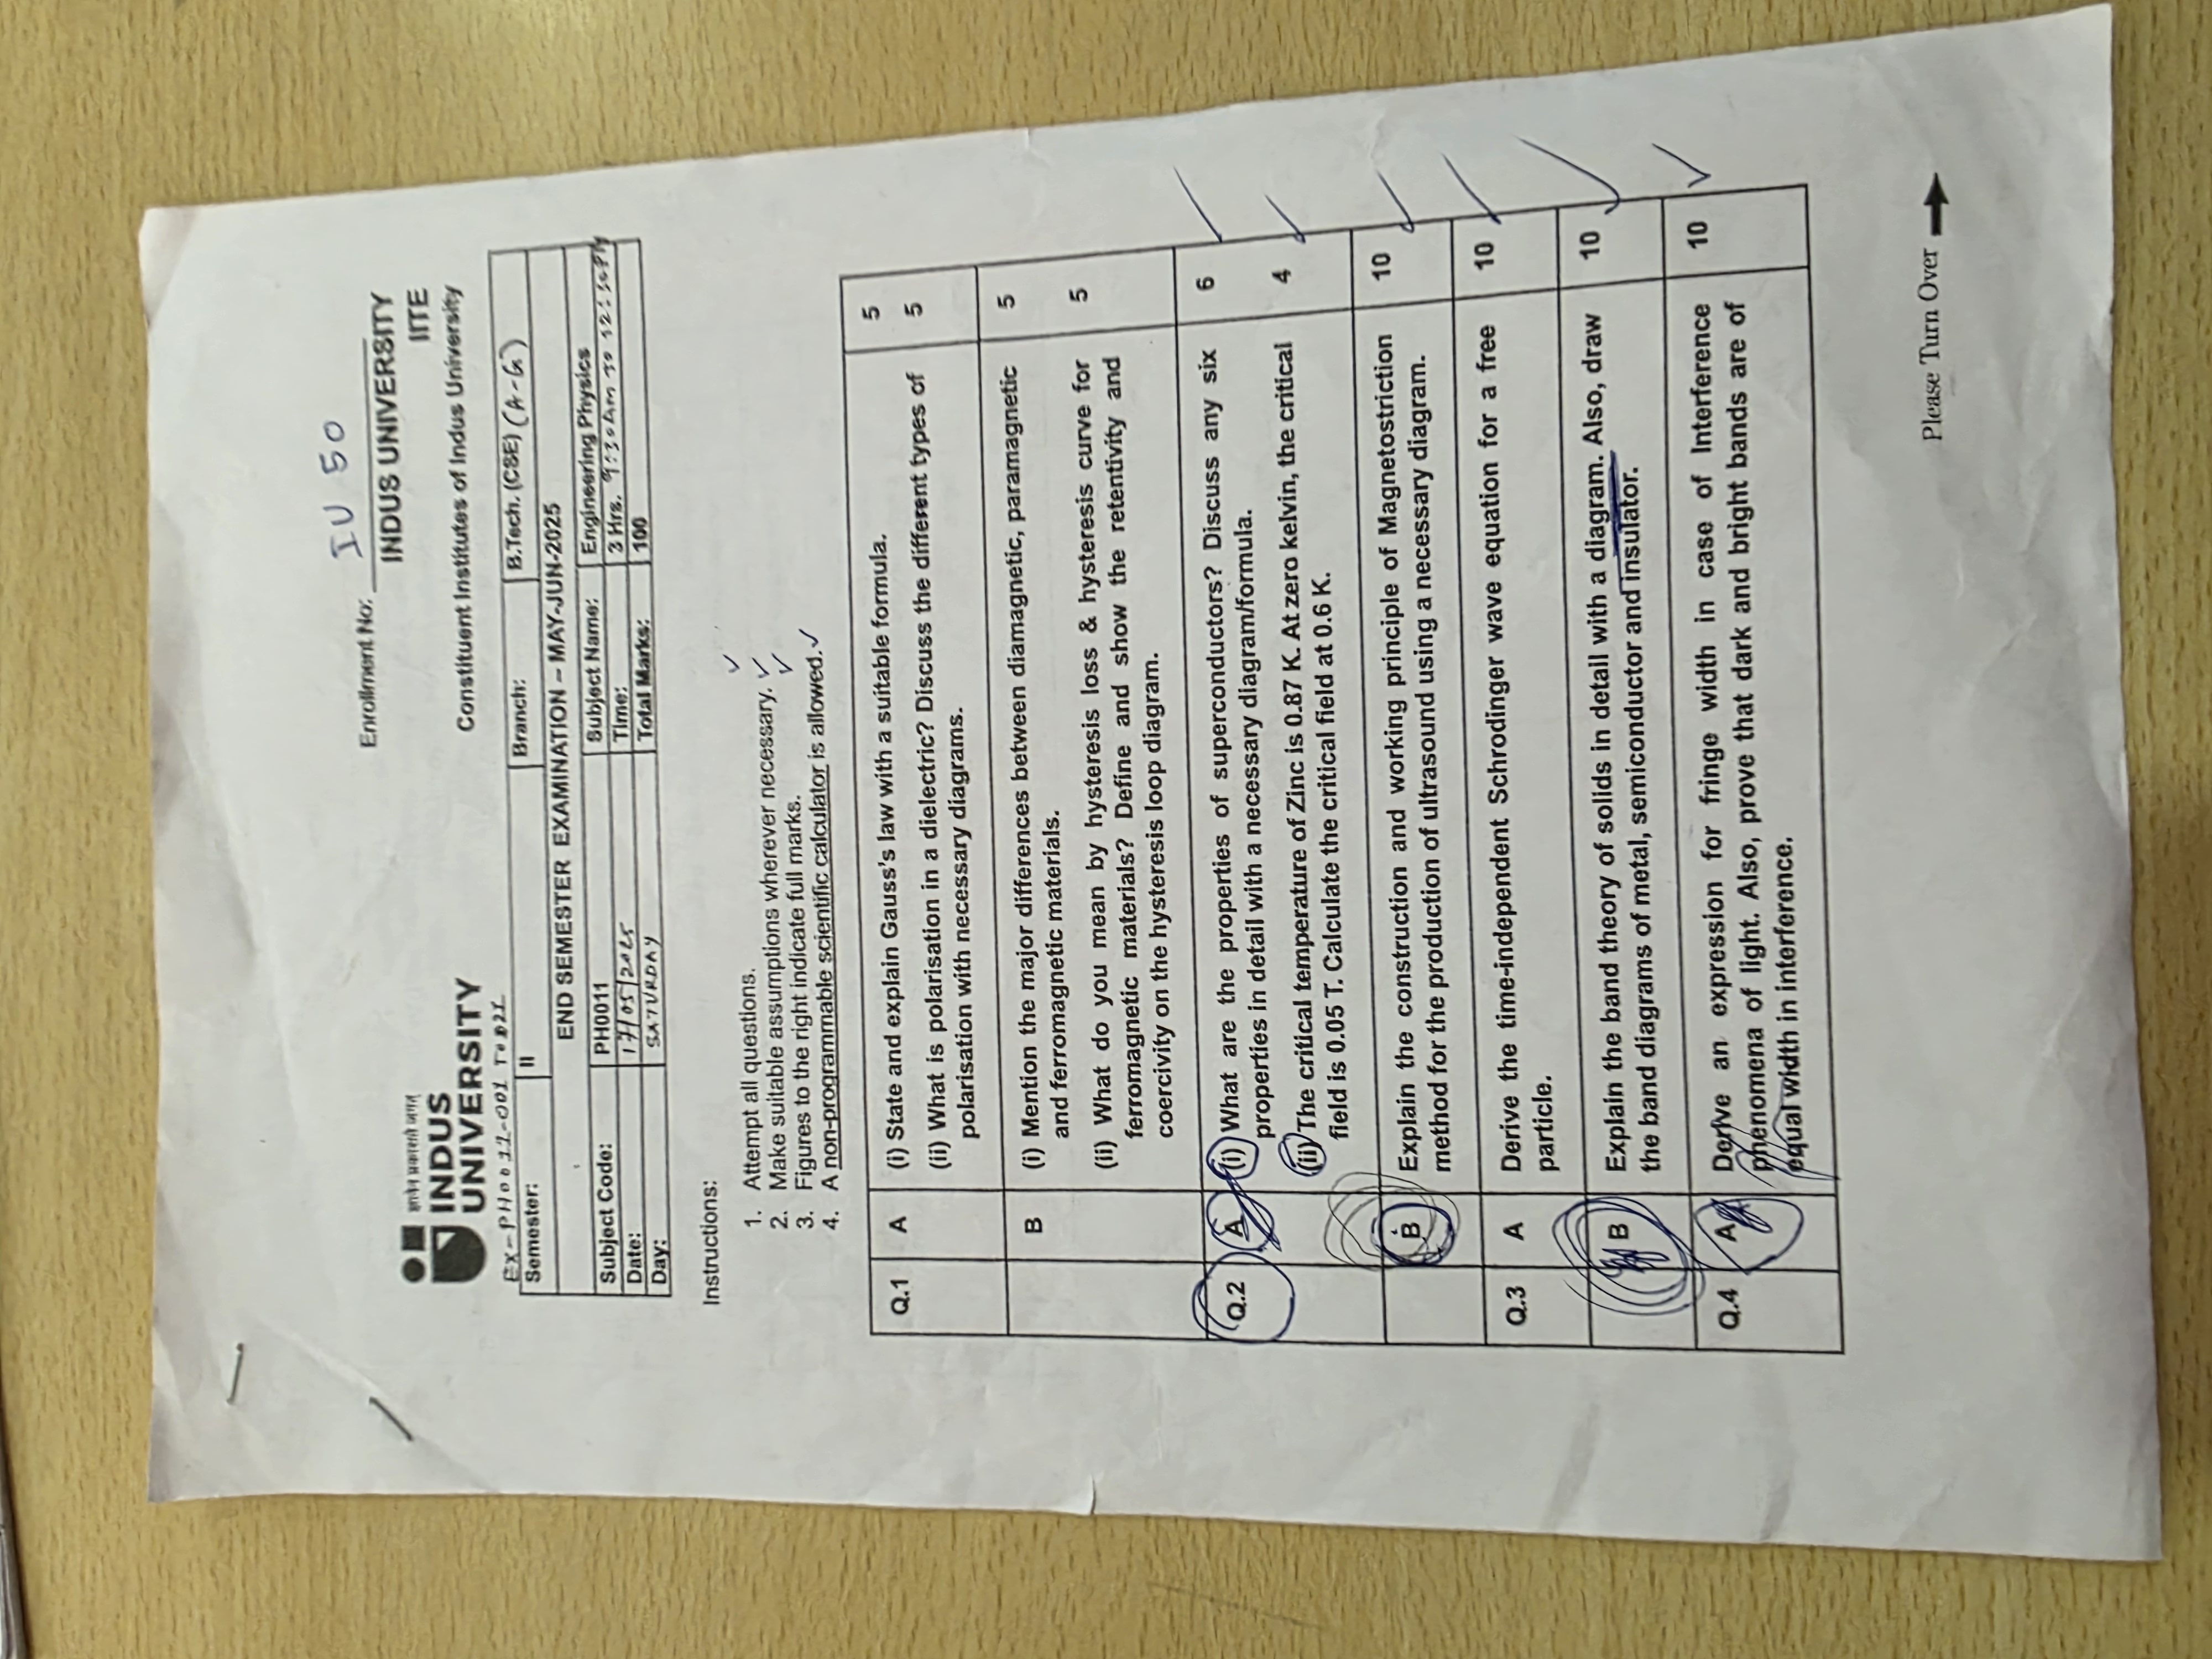 Enrollment No: IU 50
INDUS UNIVERSITY
IITE
Constituent Institutes of Indus University
ज्ञानेन प्रकाशते जगत्
INDUS
UNIVERSITY
EX-PH0011-001 TO 021
Semester: II Branch: B.Tech. (CSE) (A-G)
END SEMESTER EXAMINATION – MAY-JUN-2025
Subject Code: PH0011 Subject Name: Engineering Physics
Date: 17/05/2025 Time: 3 Hrs. 9:30AM TO 12:30PM
Day: SATURDAY Total Marks: 100
Instructions:
1. Attempt all questions.
2. Make suitable assumptions wherever necessary.
3. Figures to the right indicate full marks.
4. A non-programmable scientific calculator is allowed.
Q.1 A (i) State and explain Gauss's law with a suitable formula. 5
(ii) What is polarisation in a dielectric? Discuss the different types of 5
polarisation with necessary diagrams.
B (i) Mention the major differences between diamagnetic, paramagnetic 5
and ferromagnetic materials.
(ii) What do you mean by hysteresis loss & hysteresis curve for 5
ferromagnetic materials? Define and show the retentivity and
coercivity on the hysteresis loop diagram.
Q.2 A (i) What are the properties of superconductors? Discuss any six 6
properties in detail with a necessary diagram/formula.
(ii) The critical temperature of Zinc is 0.87 K. At zero kelvin, the critical 4
field is 0.05 T. Calculate the critical field at 0.6 K.
B Explain the construction and working principle of Magnetostriction 10
method for the production of ultrasound using a necessary diagram.
Q.3 A Derive the time-independent Schrodinger wave equation for a free 10
particle.
B Explain the band theory of solids in detail with a diagram. Also, draw 10
the band diagrams of metal, semiconductor and insulator.
Q.4 A Derive an expression for fringe width in case of Interference 10
phenomena of light. Also, prove that dark and bright bands are of
equal width in interference.
Please Turn Over